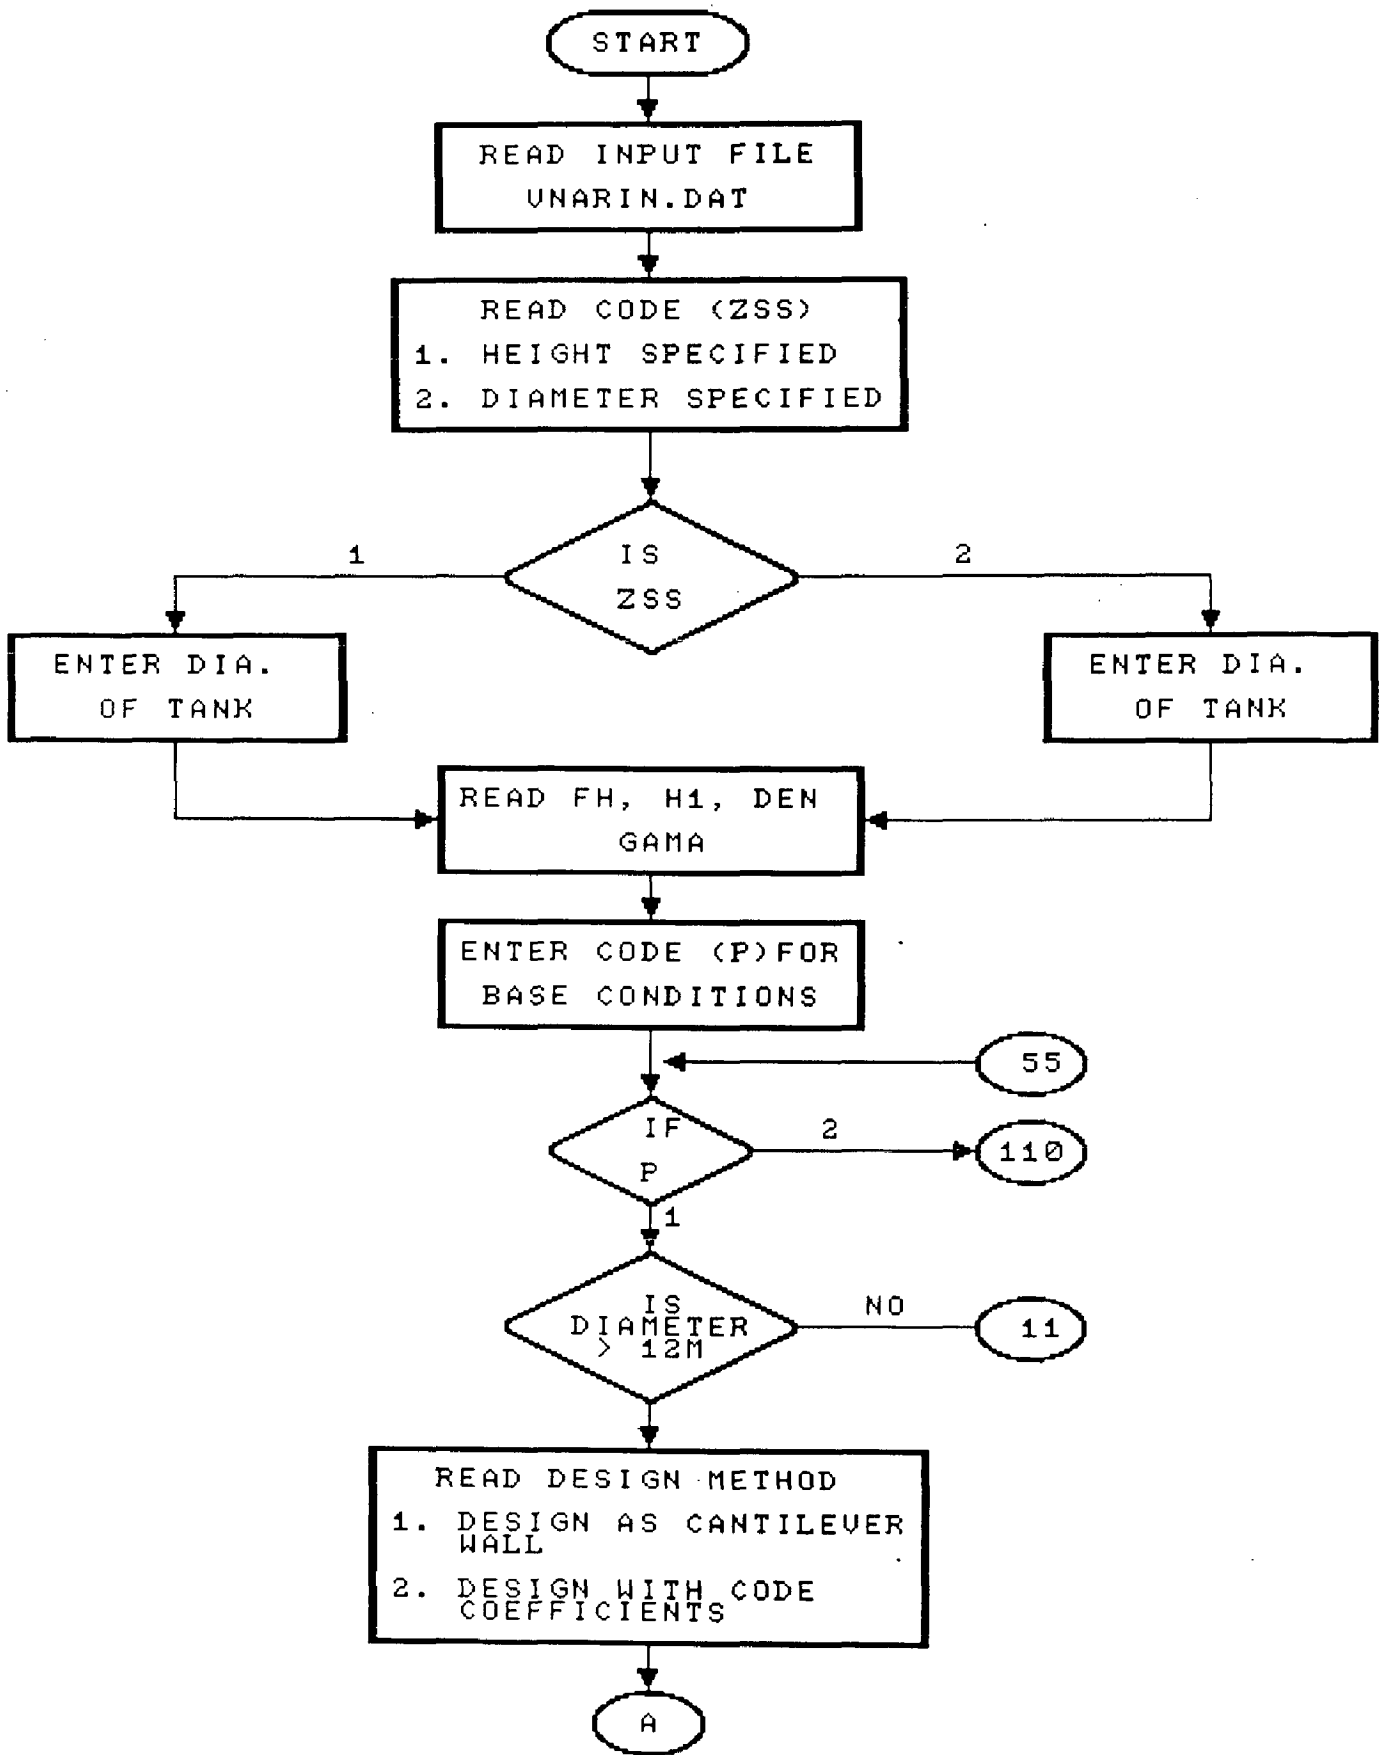 START
READ INPUT FILE
VNARIN.DAT
READ CODE (ZSS)
1. HEIGHT SPECIFIED
2. DIAMETER SPECIFIED
1
IS
ZSS
2
ENTER DIA.
OF TANK
ENTER DIA.
OF TANK
READ FH, H1, DEN
GAMA
ENTER CODE (P)FOR
BASE CONDITIONS
55
IF
P
2
110
1
IS
DIAMETER
> 12M
NO
11
READ DESIGN METHOD
1. DESIGN AS CANTILEVER
WALL
2. DESIGN WITH CODE
COEFFICIENTS
A